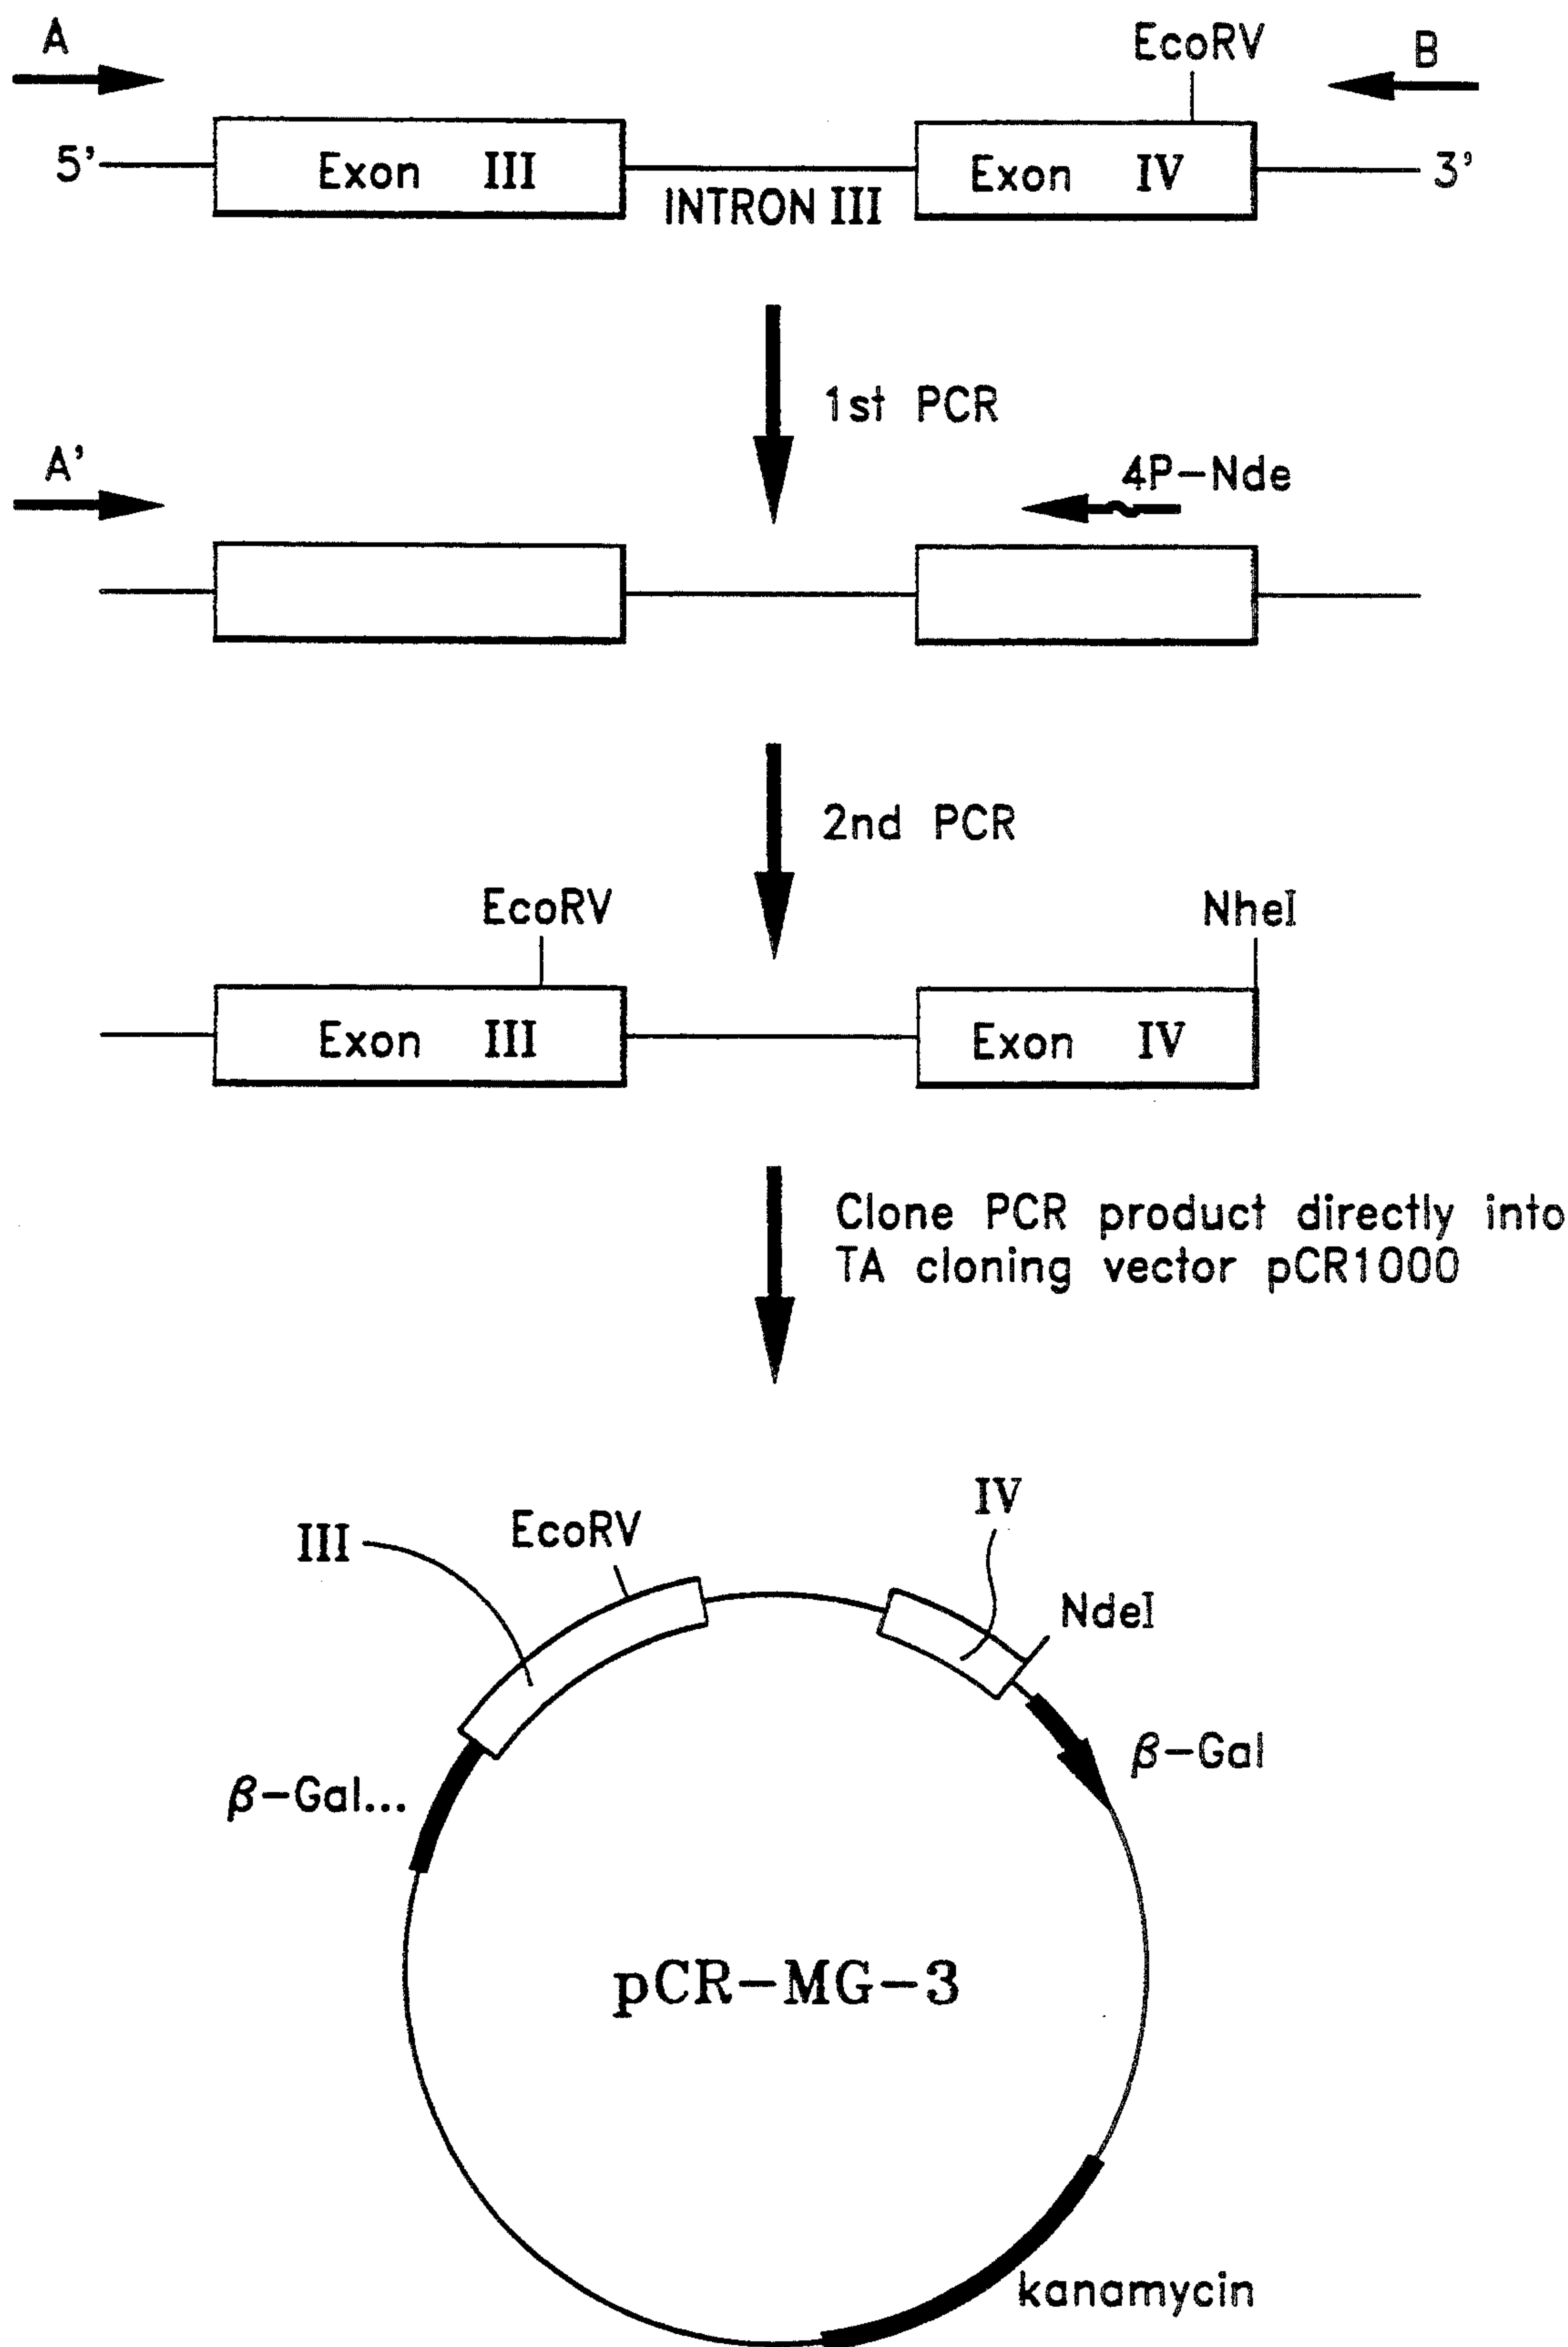 A
EcoRV
B
5'
Exon III
INTRON III
Exon IV
3'
1st PCR
A'
4P-Nde
2nd PCR
EcoRV
NheI
Exon III
Exon IV
Clone PCR product directly into
TA cloning vector pCR1000
III
EcoRV
IV
NdeI
β-Gal...
β-Gal
pCR-MG-3
kanamycin